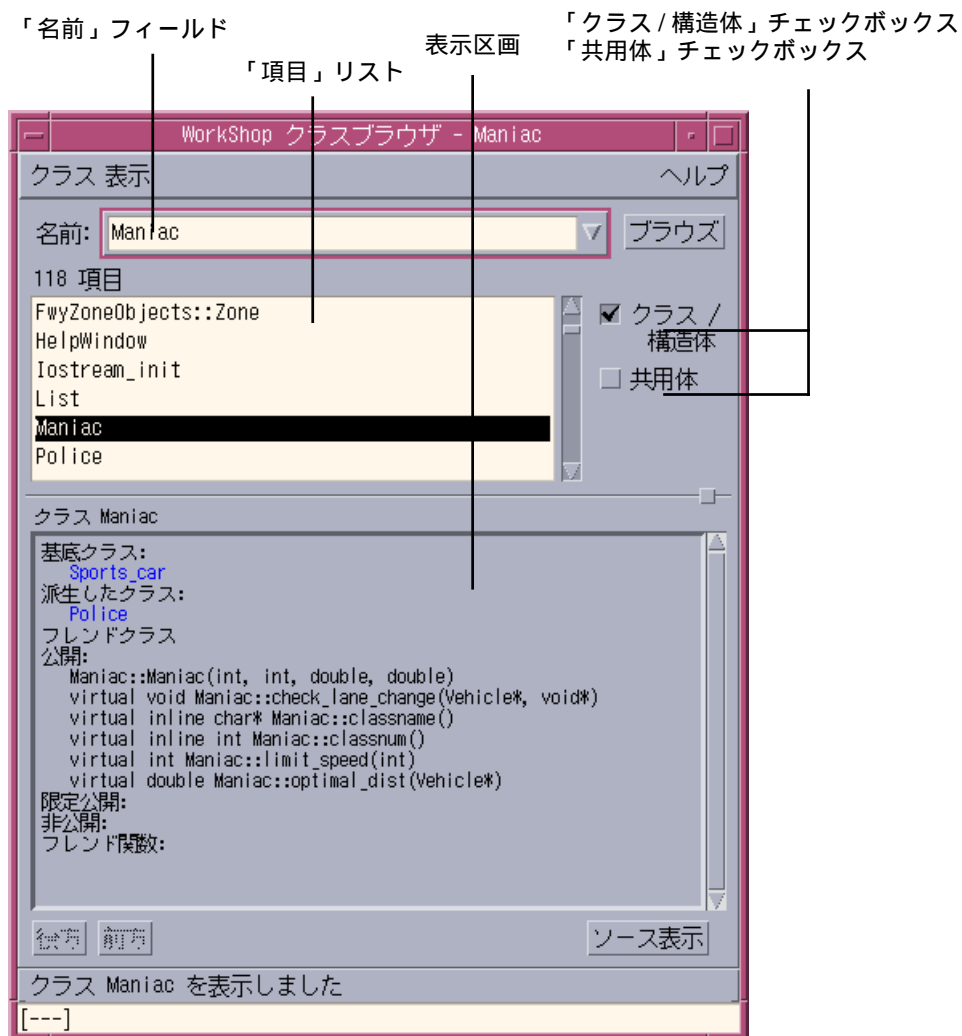 「名前」フィールド
「項目」リスト
表示区画
「クラス / 構造体」チェックボックス
「共用体」チェックボックス
WorkShop クラスブラウザ - Maniac
クラス 表示 ヘルプ
名前: Maniac ブラウズ
118 項目
FwyZoneObjects::Zone
HelpWindow
Iostream_init
List
Maniac
Police
クラス /
構造体
共用体
クラス Maniac
基底クラス:
Sports_car
派生したクラス:
Police
フレンドクラス
公開:
Maniac::Maniac(int, int, double, double)
virtual void Maniac::check_lane_change(Vehicle*, void*)
virtual inline char* Maniac::classname()
virtual inline int Maniac::classnum()
virtual int Maniac::limit_speed(int)
virtual double Maniac::optimal_dist(Vehicle*)
限定公開:
非公開:
フレンド関数:
後方 前方 ソース表示
クラス Maniac を表示しました
[---]